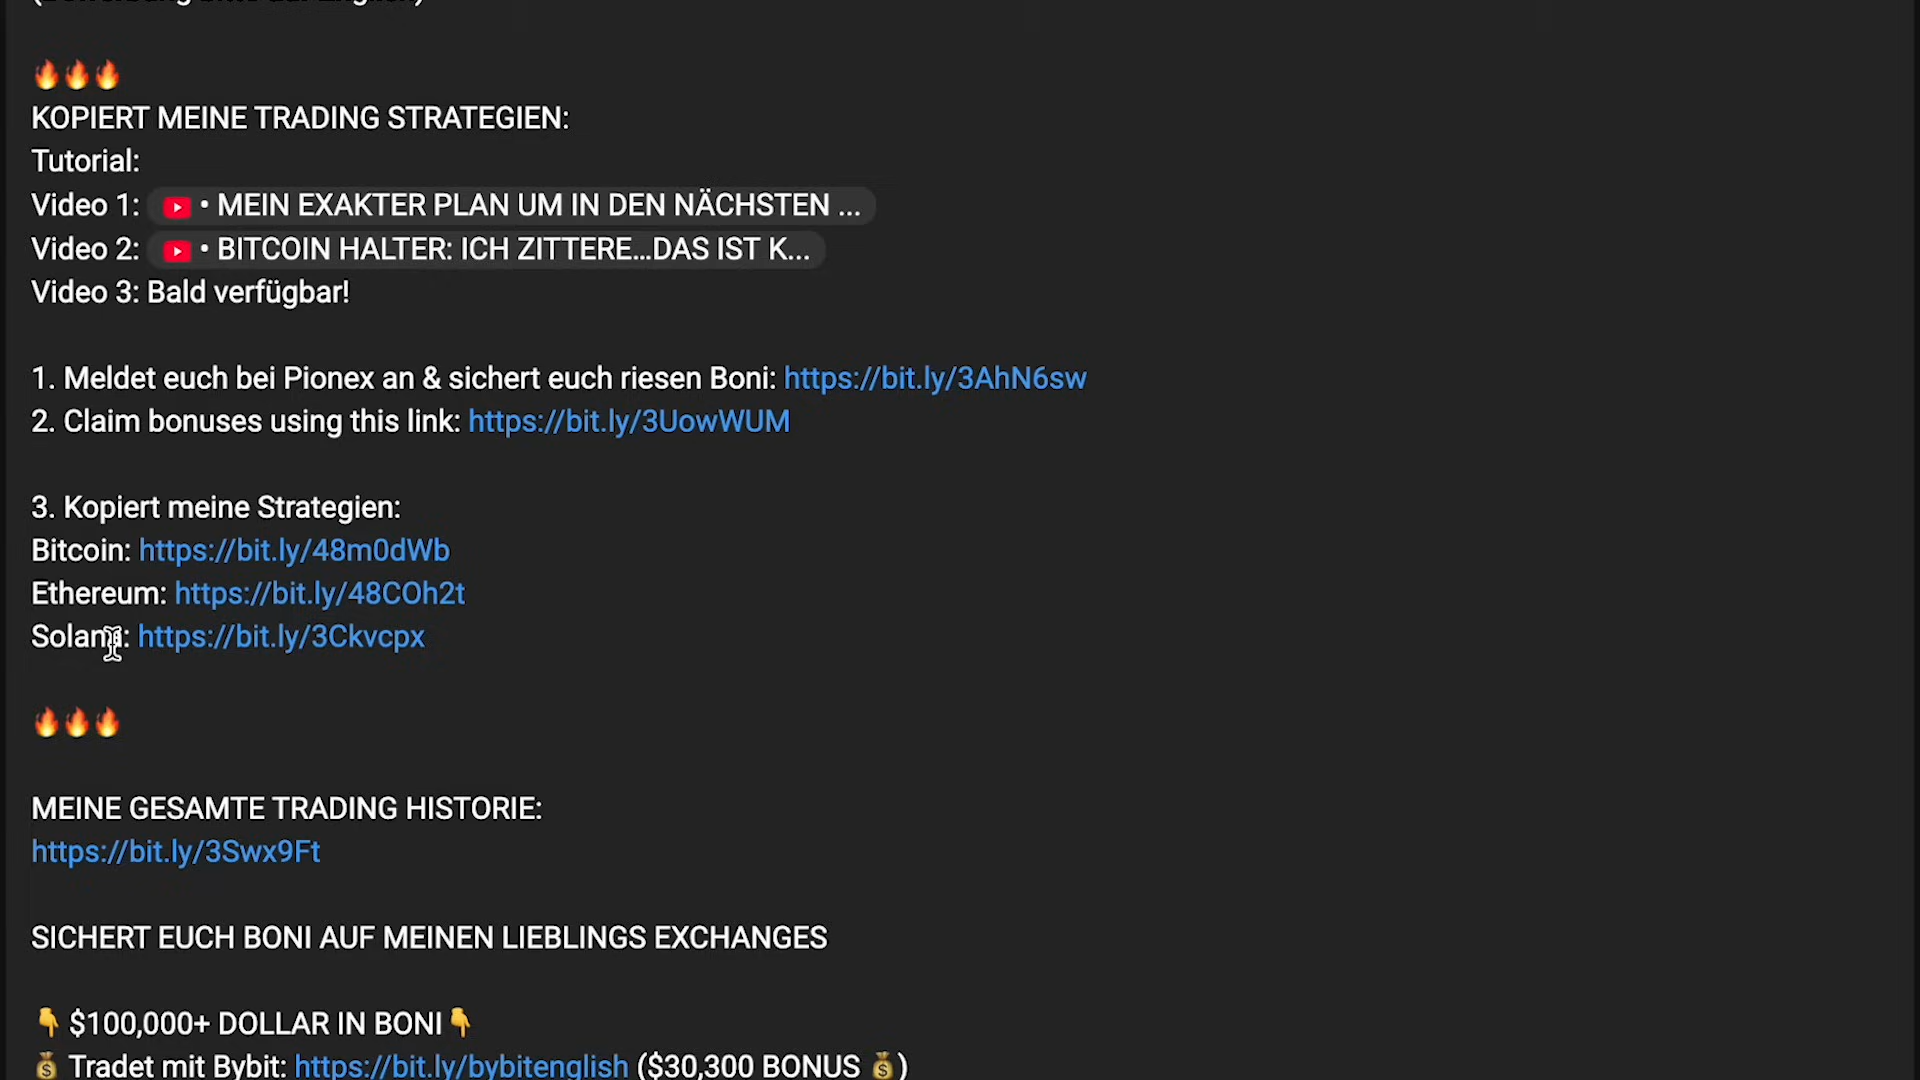 🔥🔥🔥
KOPIERT MEINE TRADING STRATEGIEN:
Tutorial:
Video 1: • MEIN EXAKTER PLAN UM IN DEN NÄCHSTEN ...
Video 2: • BITCOIN HALTER: ICH ZITTERE...DAS IST K...
Video 3: Bald verfügbar!
1. Meldet euch bei Pionex an & sichert euch riesen Boni: https://bit.ly/3AhN6sw
2. Claim bonuses using this link: https://bit.ly/3UowWUM
3. Kopiert meine Strategien:
Bitcoin: https://bit.ly/48m0dWb
Ethereum: https://bit.ly/48COh2t
Solana: https://bit.ly/3Ckvcpx
🔥🔥🔥
MEINE GESAMTE TRADING HISTORIE:
https://bit.ly/3Swx9Ft
SICHERT EUCH BONI AUF MEINEN LIEBLINGS EXCHANGES
👇 $100,000+ DOLLAR IN BONI👇
💰 Tradet mit Bybit: https://bit.ly/bybitenglish ($30,300 BONUS 💰)